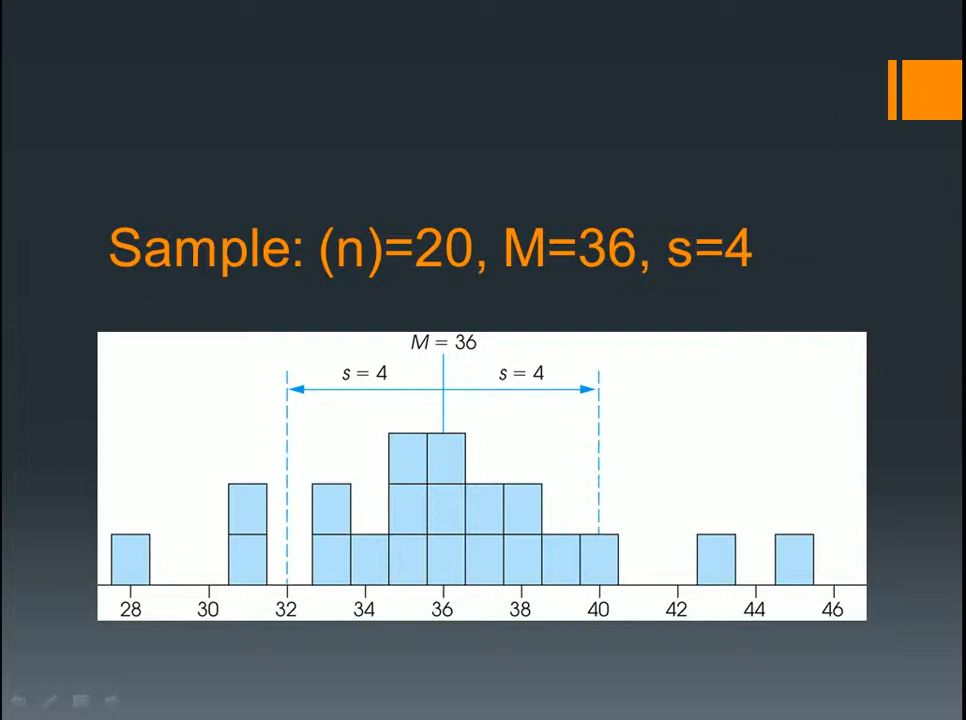 Sample: (n)=20, M=36, s=4
M = 36
s = 4 s = 4
28 30 32 34 36 38 40 42 44 46